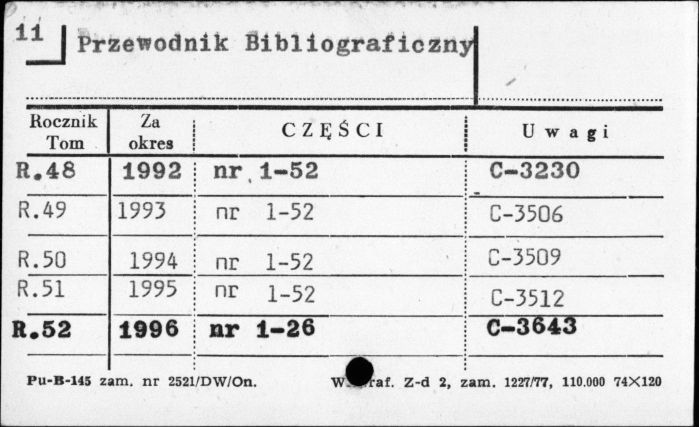 11 Przewodnik Bibliograficzny
Rocznik Tom Za okres CZĘŚCI Uwagi
R.48 1992 nr 1-52 C-3230
R.49 1993 nr 1-52 C-3506
R.50 1994 nr 1-52 C-3509
R.51 1995 nr 1-52 C-3512
R.52 1996 nr 1-26 C-3643
Pu-B-145 zam. nr 2521/DW/On. Z-d 2, zam. 1227/77, 110.000 74×120